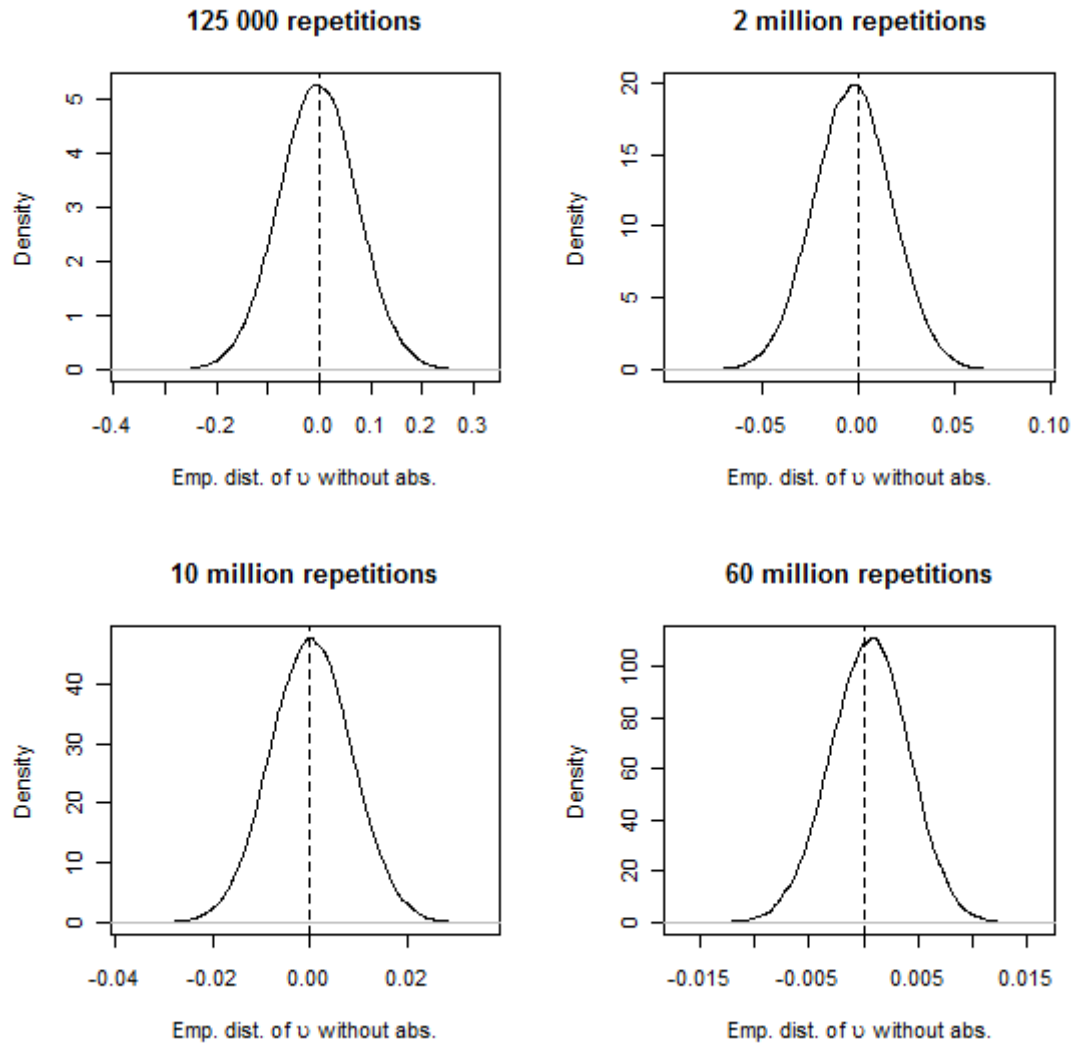 125 000 repetitions
Density
0 1 2 3 4 5
-0.4 -0.2 0.0 0.1 0.2 0.3
Emp. dist. of υ without abs.
2 million repetitions
Density
0 5 10 15 20
-0.05 0.00 0.05 0.10
Emp. dist. of υ without abs.
10 million repetitions
Density
0 10 20 30 40
-0.04 -0.02 0.00 0.02
Emp. dist. of υ without abs.
60 million repetitions
Density
0 20 40 60 80 100
-0.015 -0.005 0.005 0.015
Emp. dist. of υ without abs.